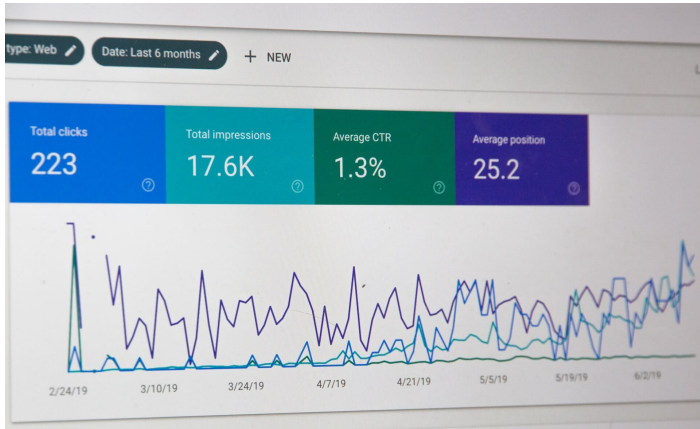 type: Web
Date: Last 6 months
+ NEW
Total clicks
223
Total impressions
17.6K
Average CTR
1.3%
Average position
25.2
2/24/19
3/10/19
3/24/19
4/7/19
4/21/19
5/5/19
5/19/19
6/2/19